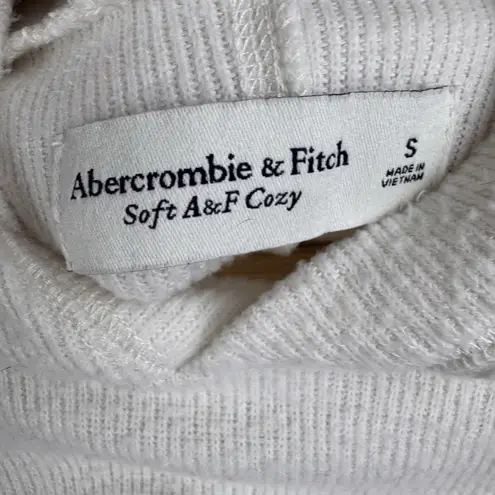 Abercrombie & Fitch
Soft A&F Cozy
S
MADE IN
VIETNAM